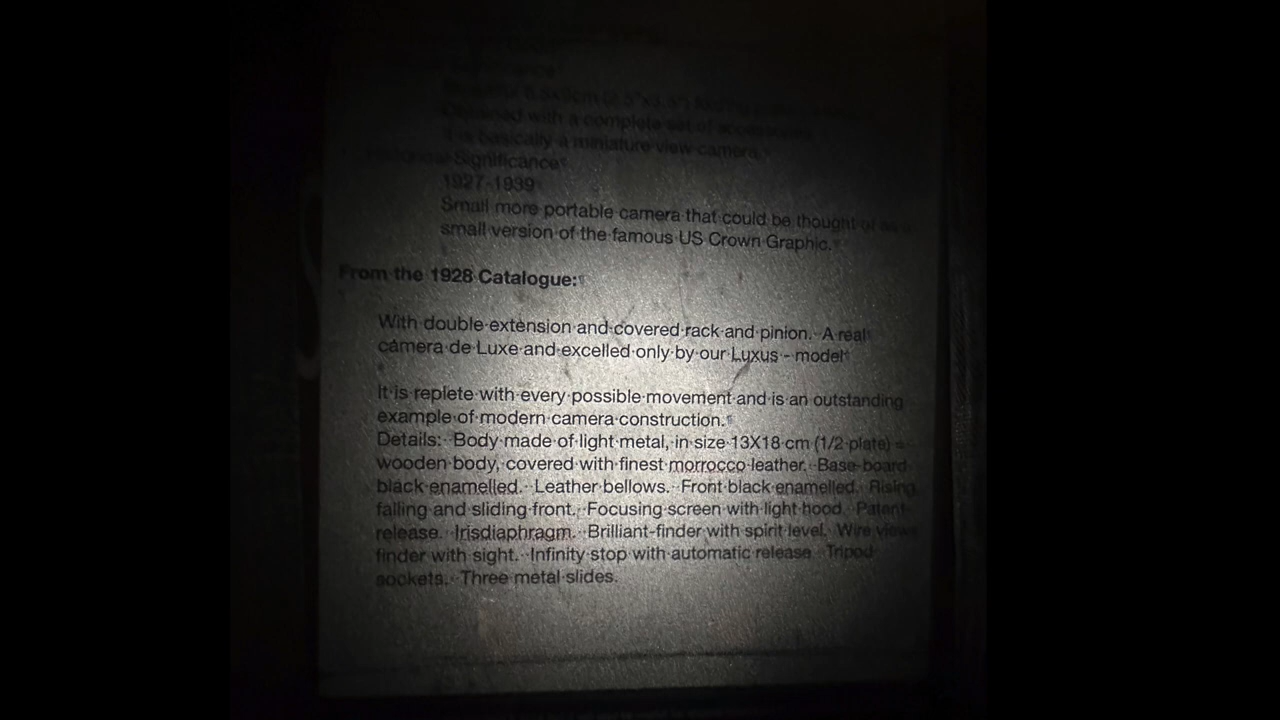 Obtained with a complete set of accessories.
It is basically a miniature view camera.
Significance
1927-1939
Small more portable camera that could be thought of as a
small version of the famous US Crown Graphic.
From the 1928 Catalogue:
With double extension and covered rack and pinion. A real
camera de Luxe and excelled only by our Luxus - model
It is replete with every possible movement and is an outstanding
example of modern camera construction.
Details: Body made of light metal, in size 13X18 cm (1/2 plate) =
wooden body, covered with finest morrocco leather. Base-board
black enamelled. Leather bellows. Front black enamelled. Rising
falling and sliding front. Focusing screen with light hood. Patent-
release. Irisdiaphragm. Brilliant-finder with spirit level. Wire view
finder with sight. Infinity stop with automatic release. Tripod
sockets. Three metal slides.